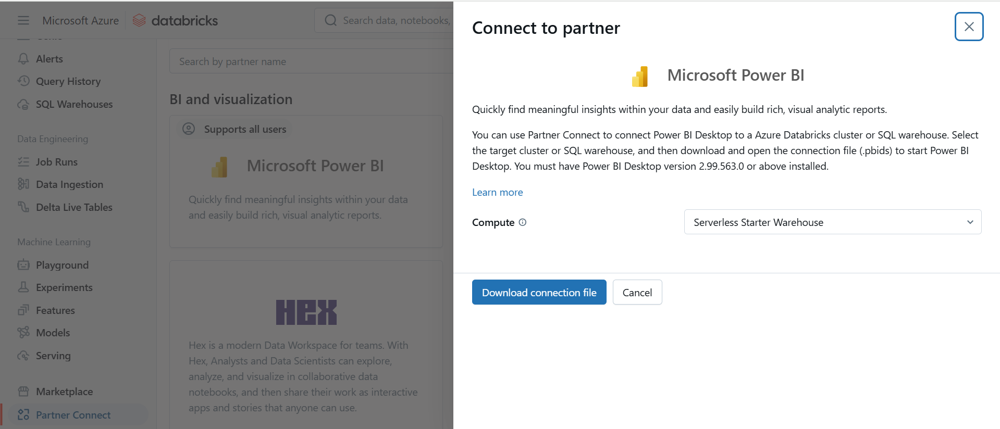 Microsoft Azure
databricks
Search data, notebooks,
Alerts
Query History
SQL Warehouses
Data Engineering
Job Runs
Data Ingestion
Delta Live Tables
Machine Learning
Playground
Experiments
Features
Models
Serving
Marketplace
Partner Connect
Search by partner name
BI and visualization
Supports all users
Microsoft Power BI
Quickly find meaningful insights within your data
and easily build rich, visual analytic reports.
HEX
Hex is a modern Data Workspace for teams. With
Hex, Analysts and Data Scientists can explore,
analyze, and visualize in collaborative data
notebooks, and then share their work as interactive
apps and stories that anyone can use.
Connect to partner
Microsoft Power BI
Quickly find meaningful insights within your data and easily build rich, visual analytic reports.
You can use Partner Connect to connect Power BI Desktop to a Azure Databricks cluster or SQL warehouse. Select
the target cluster or SQL warehouse, and then download and open the connection file (.pbids) to start Power BI
Desktop. You must have Power BI Desktop version 2.99.563.0 or above installed.
Learn more
Compute
Serverless Starter Warehouse
Download connection file
Cancel